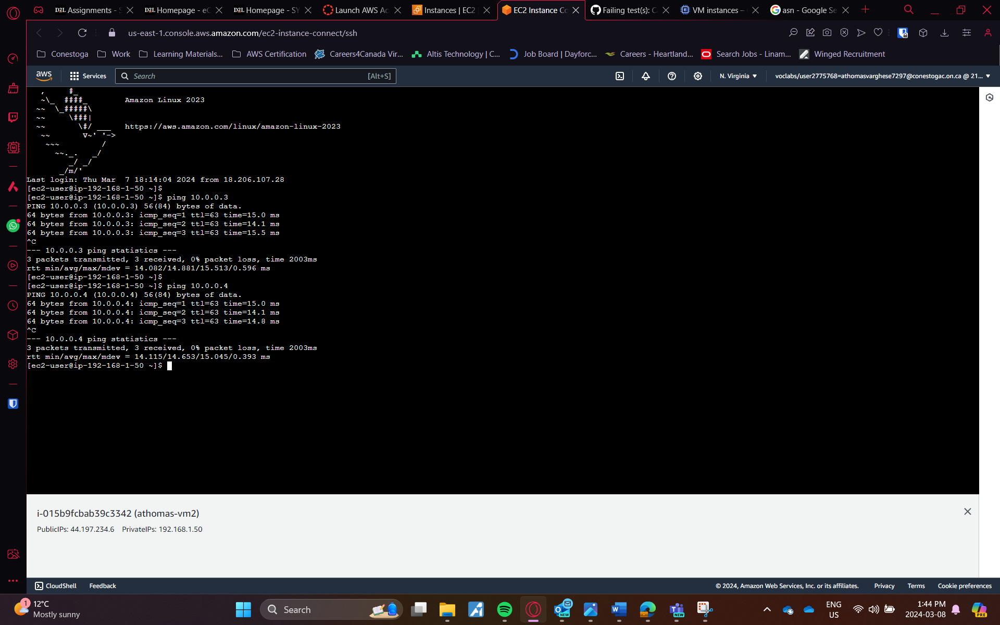 D2L Assignments - S
D2L Homepage - eC
D2L Homepage - SY
Launch AWS Ac
Instances | EC2
EC2 Instance Co
Failing test(s): C
VM instances –
asn - Google Se
us-east-1.console.aws.amazon.com/ec2-instance-connect/ssh
Conestoga
Work
Learning Materials...
AWS Certification
Careers4Canada Vir...
Altis Technology | C...
Job Board | Dayforc...
Careers - Heartland...
Search Jobs - Linam...
Winged Recruitment
aws
Services
Search
[Alt+S]
N. Virginia
voclabs/user2775768=athomasvarghese7297@conestogac.on.ca @ 21...
   ,     #_
   ~\_  ####_        Amazon Linux 2023
  ~~  \_#####\
  ~~     \###|
  ~~       \#/ ___   https://aws.amazon.com/linux/amazon-linux-2023
   ~~       V~' '->
    ~~~         /
      ~~._.   _/
         _/ _/
       _/m/'
Last login: Thu Mar  7 18:14:04 2024 from 18.206.107.28
[ec2-user@ip-192-168-1-50 ~]$
[ec2-user@ip-192-168-1-50 ~]$ ping 10.0.0.3
PING 10.0.0.3 (10.0.0.3) 56(84) bytes of data.
64 bytes from 10.0.0.3: icmp_seq=1 ttl=63 time=15.0 ms
64 bytes from 10.0.0.3: icmp_seq=2 ttl=63 time=14.1 ms
64 bytes from 10.0.0.3: icmp_seq=3 ttl=63 time=15.5 ms
^C
--- 10.0.0.3 ping statistics ---
3 packets transmitted, 3 received, 0% packet loss, time 2003ms
rtt min/avg/max/mdev = 14.082/14.881/15.513/0.596 ms
[ec2-user@ip-192-168-1-50 ~]$
[ec2-user@ip-192-168-1-50 ~]$ ping 10.0.0.4
PING 10.0.0.4 (10.0.0.4) 56(84) bytes of data.
64 bytes from 10.0.0.4: icmp_seq=1 ttl=63 time=15.0 ms
64 bytes from 10.0.0.4: icmp_seq=2 ttl=63 time=14.1 ms
64 bytes from 10.0.0.4: icmp_seq=3 ttl=63 time=14.8 ms
^C
--- 10.0.0.4 ping statistics ---
3 packets transmitted, 3 received, 0% packet loss, time 2003ms
rtt min/avg/max/mdev = 14.115/14.653/15.045/0.393 ms
[ec2-user@ip-192-168-1-50 ~]$
i-015b9fcbab39c3342 (athomas-vm2)
PublicIPs: 44.197.234.6 PrivateIPs: 192.168.1.50
CloudShell
Feedback
© 2024, Amazon Web Services, Inc. or its affiliates.
Privacy
Terms
Cookie preferences
1
12°C
Mostly sunny
Search
NEW
NEW
ENG
US
1:44 PM
2024-03-08
PRE